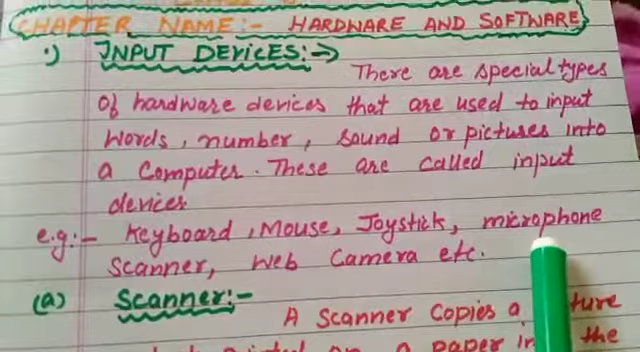 CHAPTER NAME:- HARDWARE AND SOFTWARE
1) INPUT DEVICES:→
There are special types
of hardware devices that are used to input
words, number, sound or pictures into
a computer. These are called input
devices
e.g:- Keyboard, Mouse, Joystick, microphone
Scanner, Web Camera etc.
(a) Scanner:-
A Scanner Copies a
on a paper in the